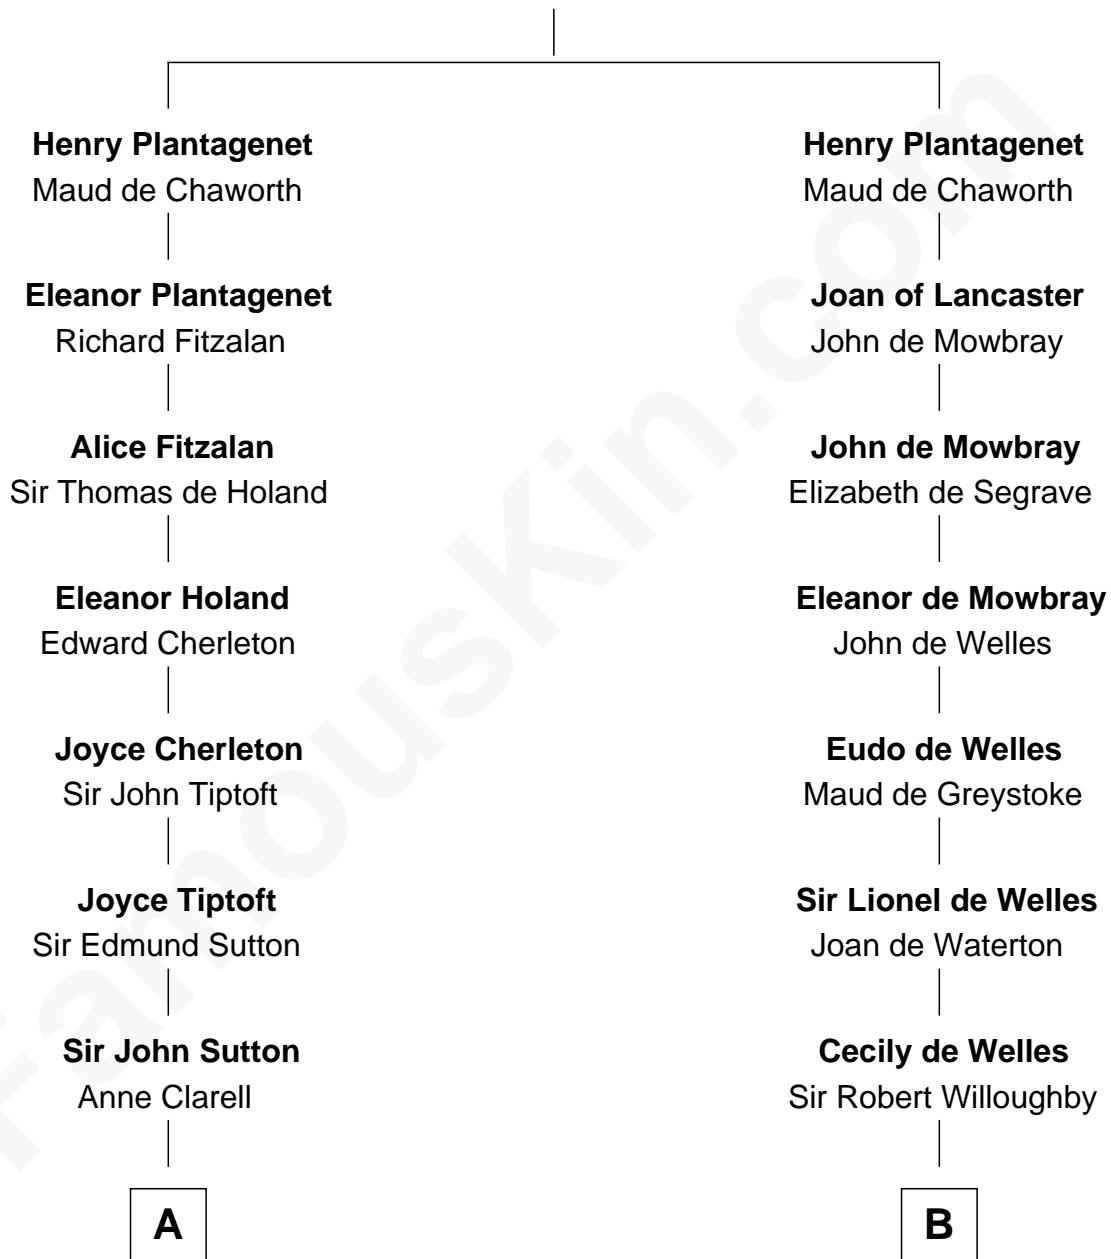 Henry Plantagenet
Maud de Chaworth
Eleanor Plantagenet
Richard Fitzalan
Alice Fitzalan
Sir Thomas de Holand
Eleanor Holand
Edward Cherleton
Joyce Cherleton
Sir John Tiptoft
Joyce Tiptoft
Sir Edmund Sutton
Sir John Sutton
Anne Clarell
A
Henry Plantagenet
Maud de Chaworth
Joan of Lancaster
John de Mowbray
John de Mowbray
Elizabeth de Segrave
Eleanor de Mowbray
John de Welles
Eudo de Welles
Maud de Greystoke
Sir Lionel de Welles
Joan de Waterton
Cecily de Welles
Sir Robert Willoughby
B
FamousKin.com